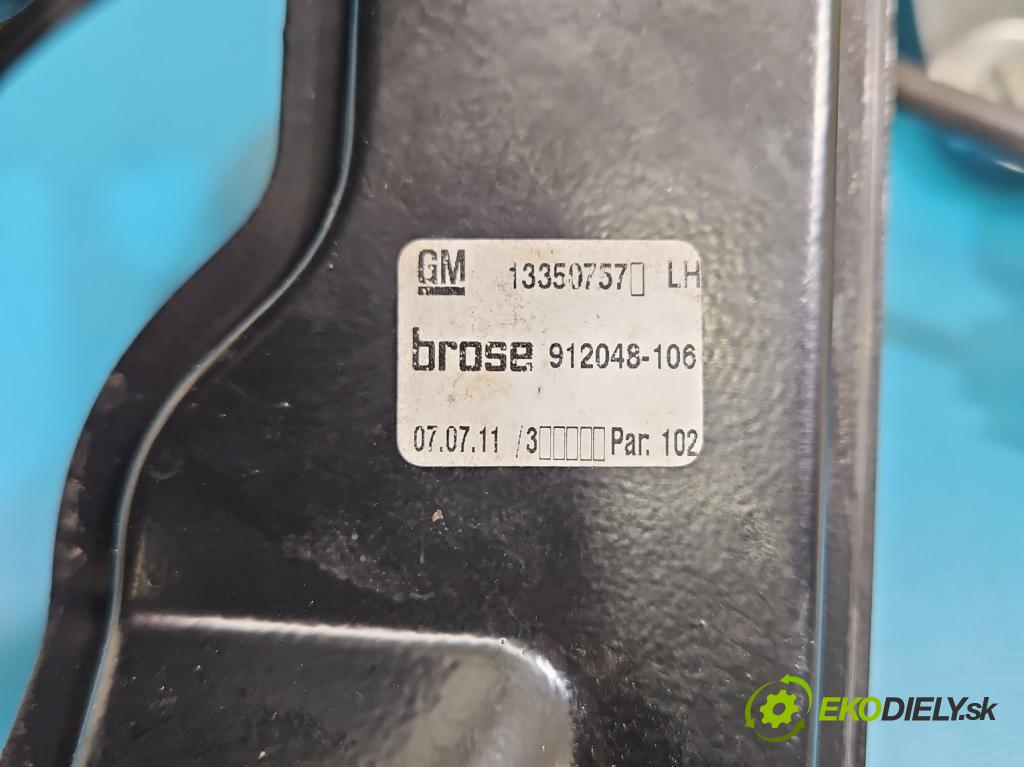 GM 13350757▯ LH
brose 912048-106
07.07.11 /3▯▯▯▯▯Par. 102
EKODIELY.sk